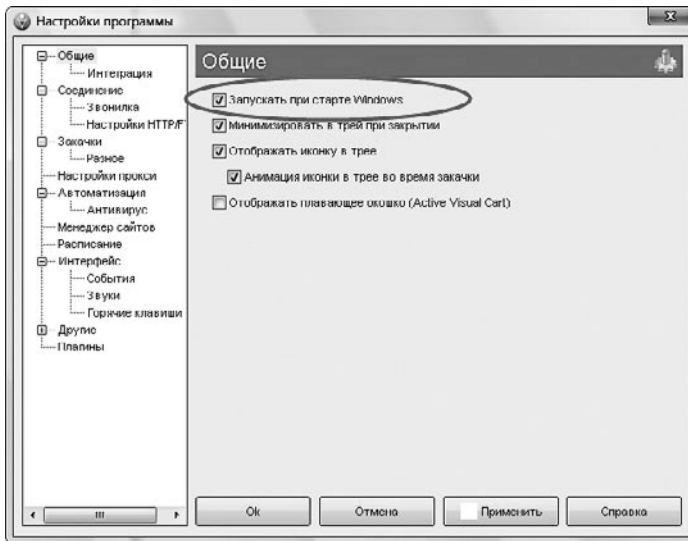 Настройки программы
Общие
Интеграция
Соединение
Звонилка
Настройки HTTP/F
Закачки
Разное
Настройки прокси
Автоматизация
Антивирус
Менеджер сайтов
Расписание
Интерфейс
События
Звуки
Горячие клавиши
Другие
Плагины
Общие
Запускать при старте Windows
Минимизировать в трей при закрытии
Отображать иконку в трее
Анимация иконки в трее во время закачки
Отображать плавающее окошко (Active Visual Cart)
Ok
Отмена
Применить
Справка